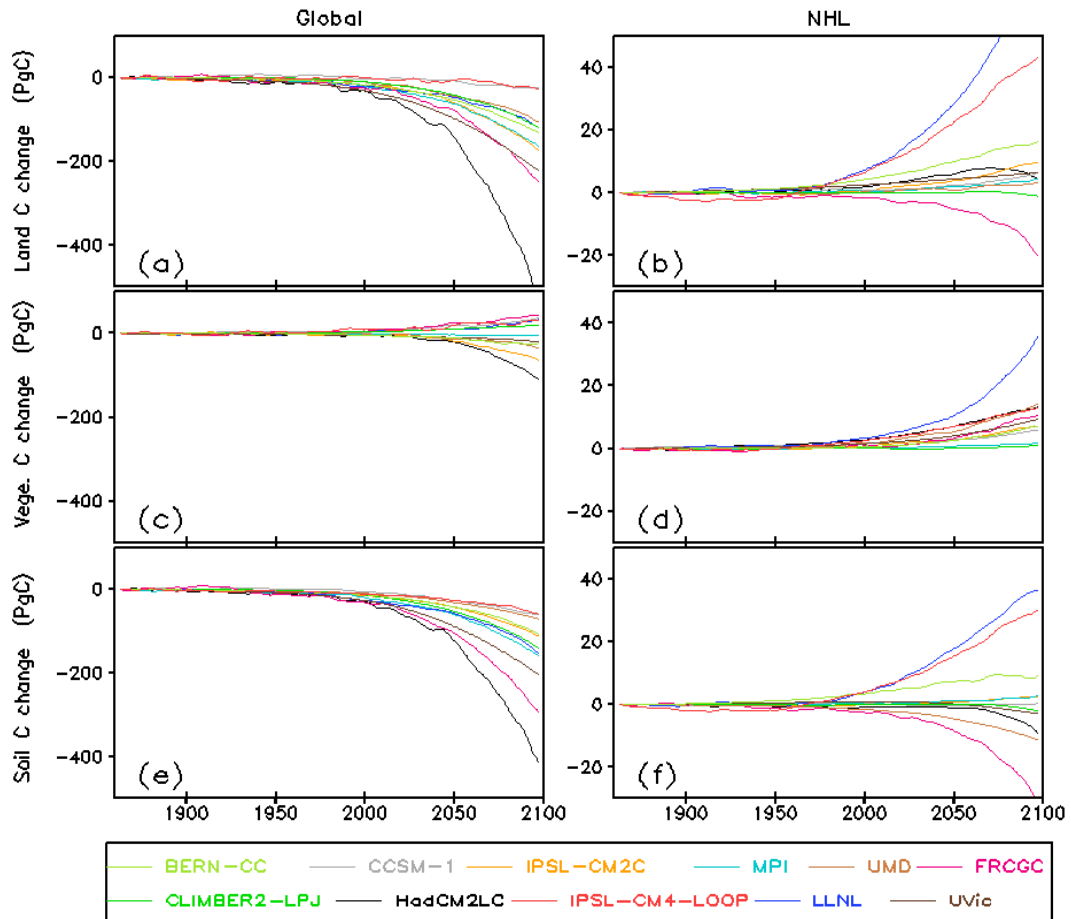 Global
NHL
Land C change (PgC)
0
-200
-400
(a)
40
20
0
-20
(b)
Vege. C change (PgC)
0
-200
-400
(c)
40
20
0
-20
(d)
Soil C change (PgC)
0
-200
-400
(e)
40
20
0
-20
(f)
1900 1950 2000 2050 2100
1900 1950 2000 2050 2100
BERN-CC CCSM-1 IPSL-CM2C MPI UMD FRCGC
CLIMBER2-LPJ HadCM2LC IPSL-CM4-LOOP LLNL UVic